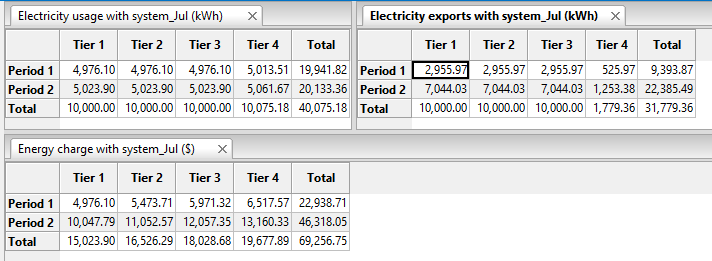 Electricity usage with system_Jul (kWh)
Tier 1 Tier 2 Tier 3 Tier 4 Total
Period 1 4,976.10 4,976.10 4,976.10 5,013.51 19,941.82
Period 2 5,023.90 5,023.90 5,023.90 5,061.67 20,133.36
Total 10,000.00 10,000.00 10,000.00 10,075.18 40,075.18
Electricity exports with system_Jul (kWh)
Tier 1 Tier 2 Tier 3 Tier 4 Total
Period 1 2,955.97 2,955.97 2,955.97 525.97 9,393.87
Period 2 7,044.03 7,044.03 7,044.03 1,253.38 22,385.49
Total 10,000.00 10,000.00 10,000.00 1,779.36 31,779.36
Energy charge with system_Jul ($)
Tier 1 Tier 2 Tier 3 Tier 4 Total
Period 1 4,976.10 5,473.71 5,971.32 6,517.57 22,938.71
Period 2 10,047.79 11,052.57 12,057.35 13,160.33 46,318.05
Total 15,023.90 16,526.29 18,028.68 19,677.89 69,256.75